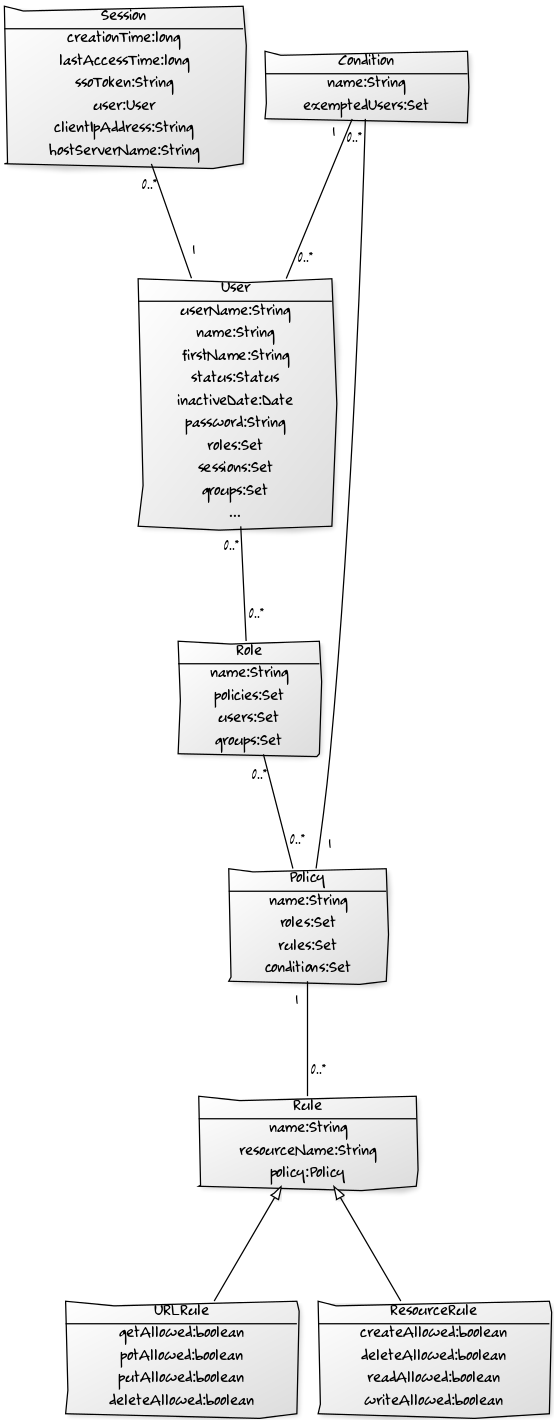 Session
creationTime:long
lastAccessTime:long
ssoToken:String
user:User
clientIpAddress:String
hostServerName:String
Condition
name:String
exemptedUsers:Set
1
0..*
0..*
1
0..*
User
userName:String
name:String
firstName:String
status:Status
inactiveDate:Date
password:String
roles:Set
sessions:Set
groups:Set
...
0..*
0..*
Role
name:String
policies:Set
users:Set
groups:Set
0..*
0..*
1
Policy
name:String
roles:Set
rules:Set
conditions:Set
1
0..*
Rule
name:String
resourceName:String
policy:Policy
URLRule
getAllowed:boolean
potAllowed:boolean
putAllowed:boolean
deleteAllowed:boolean
ResourceRule
createAllowed:boolean
deleteAllowed:boolean
readAllowed:boolean
writeAllowed:boolean